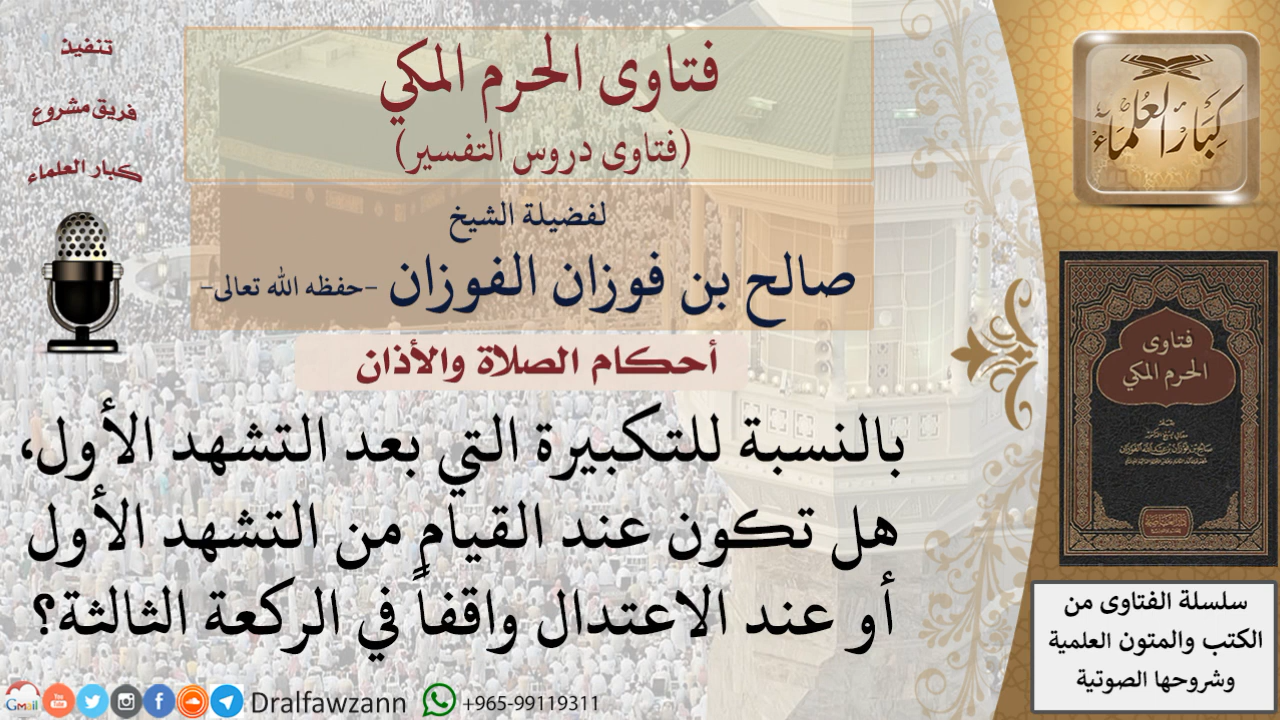 تنفيذ
فريق مشروع
كبار العلماء
فتاوى الحرم المكي
(فتاوى دروس التفسير)
لفضيلة الشيخ
صالح بن فوزان الفوزان -حفظه الله تعالى-
أحكام الصلاة والأذان
بالنسبة للتكبيرة التي بعد التشهد الأول،
هل تكون عند القيام من التشهد الأول
أو عند الاعتدال واقفاً في الركعة الثالثة؟
كبار العلماء
فتاوى
الحرم المكي
سلسلة الفتاوى من
الكتب والمتون العلمية
وشروحها الصوتية
Gmail
You
Tube
Dralfawzann
+965-99119311